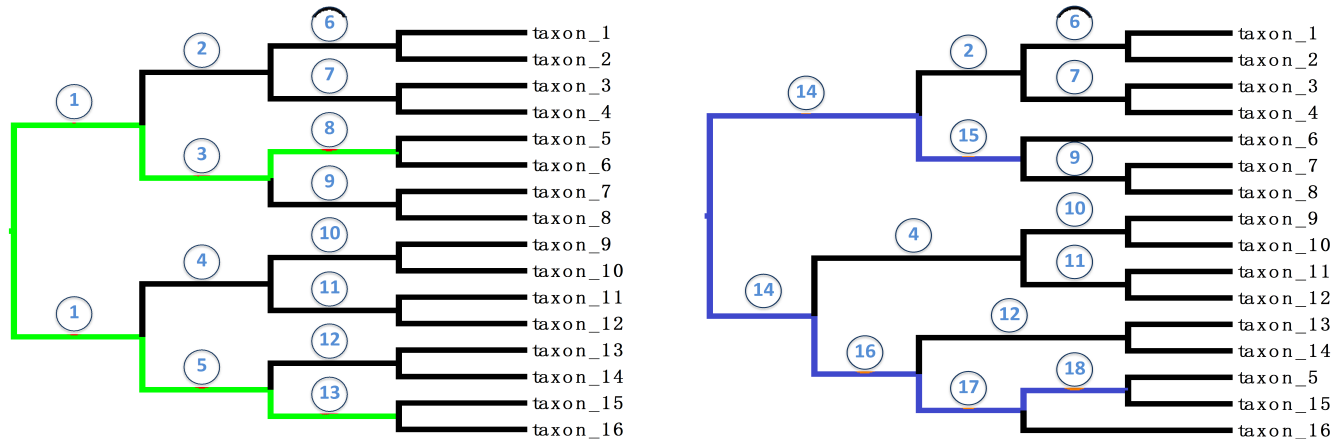 6
taxon_1
2
taxon_2
7
taxon_3
1
taxon_4
8
taxon_5
3
taxon_6
9
taxon_7
taxon_8
10
taxon_9
4
taxon_10
11
taxon_11
1
taxon_12
12
taxon_13
5
taxon_14
13
taxon_15
taxon_16
6
taxon_1
2
taxon_2
7
taxon_3
14
taxon_4
15
taxon_6
9
taxon_7
taxon_8
10
taxon_9
4
taxon_10
11
taxon_11
14
taxon_12
12
taxon_13
16
taxon_14
18
taxon_5
17
taxon_15
taxon_16